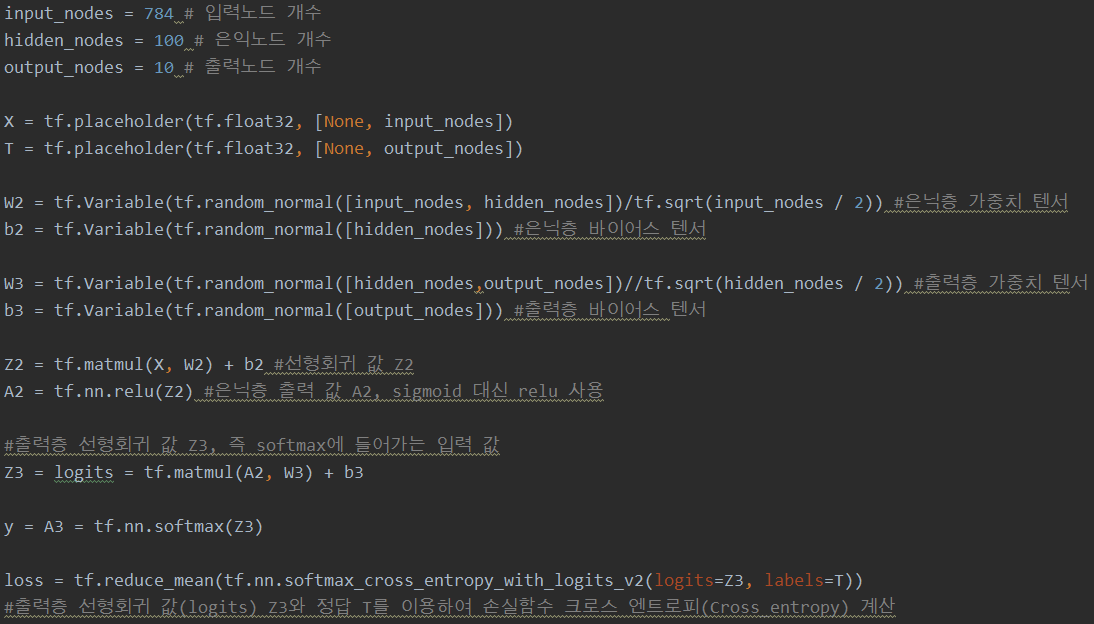 input_nodes = 784 # 입력노드 개수
hidden_nodes = 100 # 은익노드 개수
output_nodes = 10 # 출력노드 개수
X = tf.placeholder(tf.float32, [None, input_nodes])
T = tf.placeholder(tf.float32, [None, output_nodes])
W2 = tf.Variable(tf.random_normal([input_nodes, hidden_nodes])/tf.sqrt(input_nodes / 2)) #은닉층 가중치 텐서
b2 = tf.Variable(tf.random_normal([hidden_nodes])) #은닉층 바이어스 텐서
W3 = tf.Variable(tf.random_normal([hidden_nodes,output_nodes])//tf.sqrt(hidden_nodes / 2)) #출력층 가중치 텐서
b3 = tf.Variable(tf.random_normal([output_nodes])) #출력층 바이어스 텐서
Z2 = tf.matmul(X, W2) + b2 #선형회귀 값 Z2
A2 = tf.nn.relu(Z2) #은닉층 출력 값 A2, sigmoid 대신 relu 사용
#출력층 선형회귀 값 Z3, 즉 softmax에 들어가는 입력 값
Z3 = logits = tf.matmul(A2, W3) + b3
y = A3 = tf.nn.softmax(Z3)
loss = tf.reduce_mean(tf.nn.softmax_cross_entropy_with_logits_v2(logits=Z3, labels=T))
#출력층 선형회귀 값(logits) Z3와 정답 T를 이용하여 손실함수 크로스 엔트로피(Cross entropy) 계산